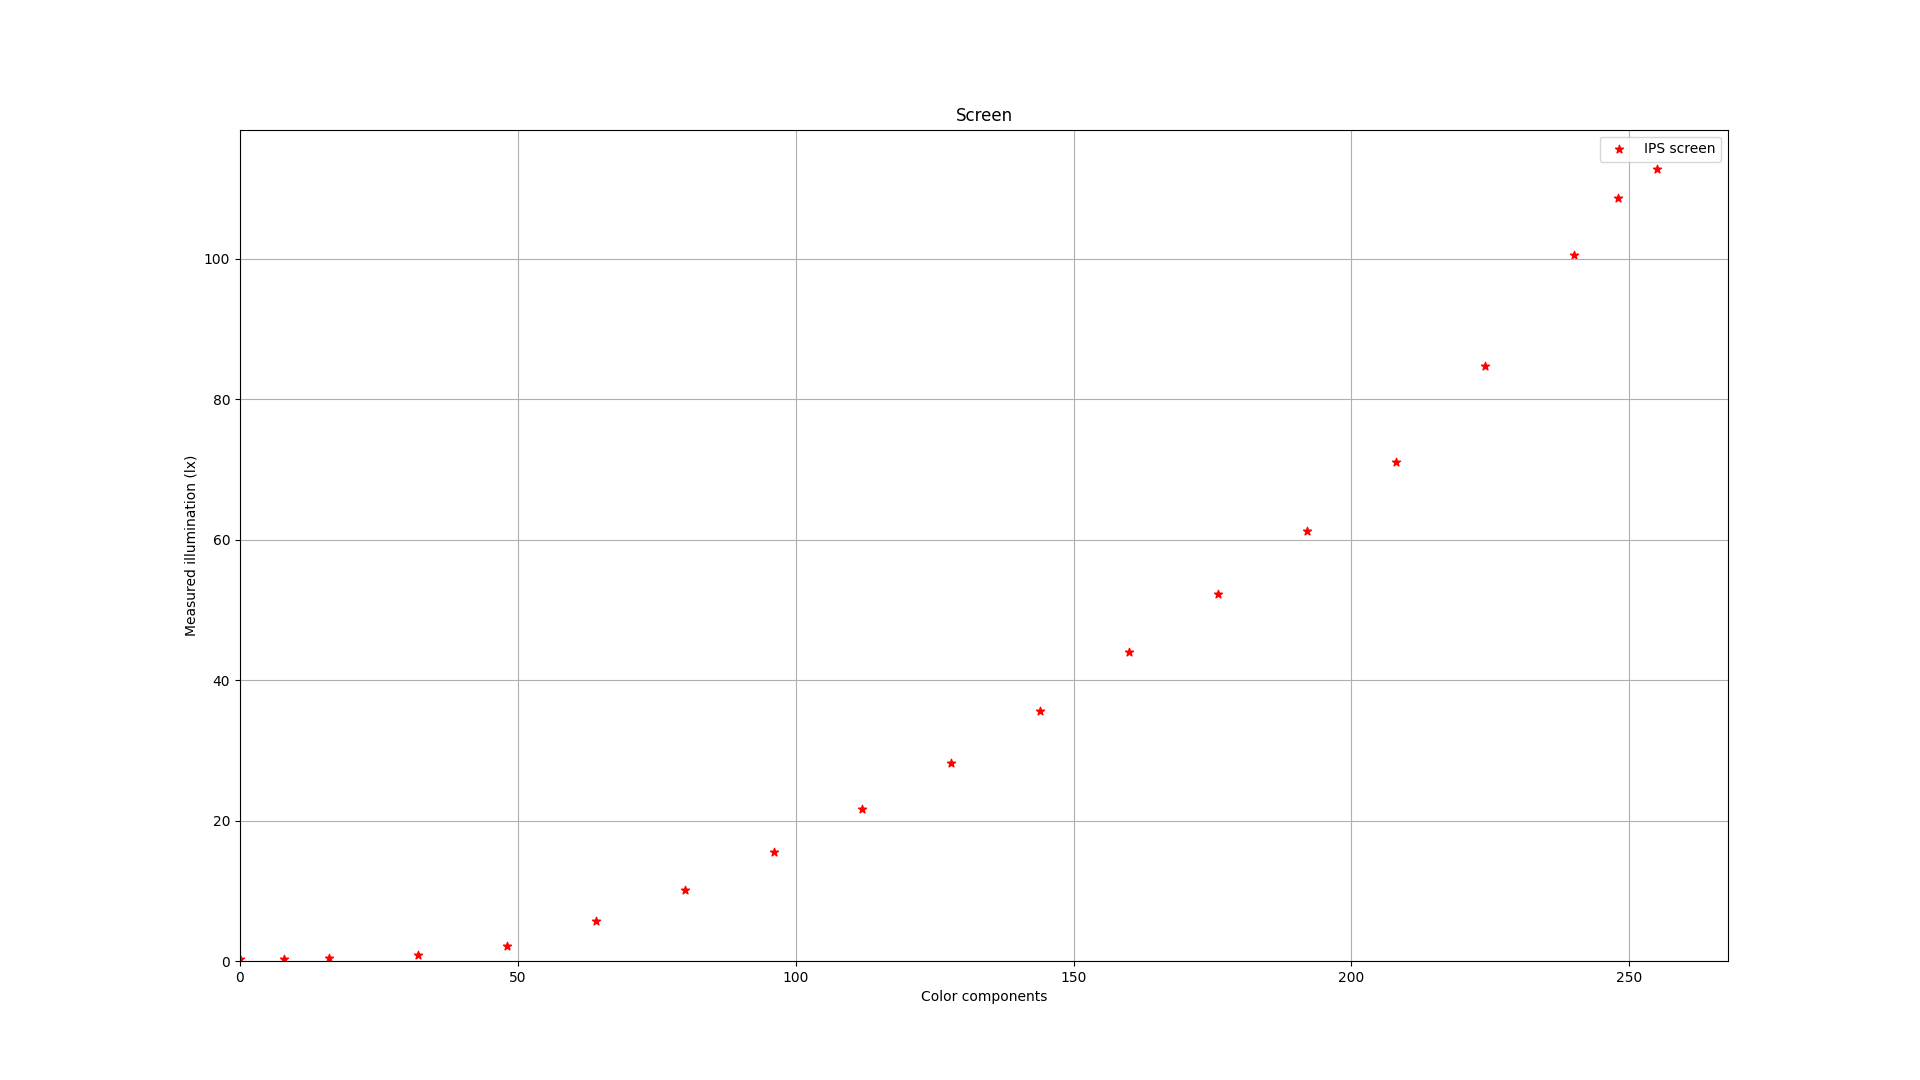 Screen
IPS screen
100
80
60
40
20
0
Measured illumination (lx)
0 50 100 150 200 250
Color components